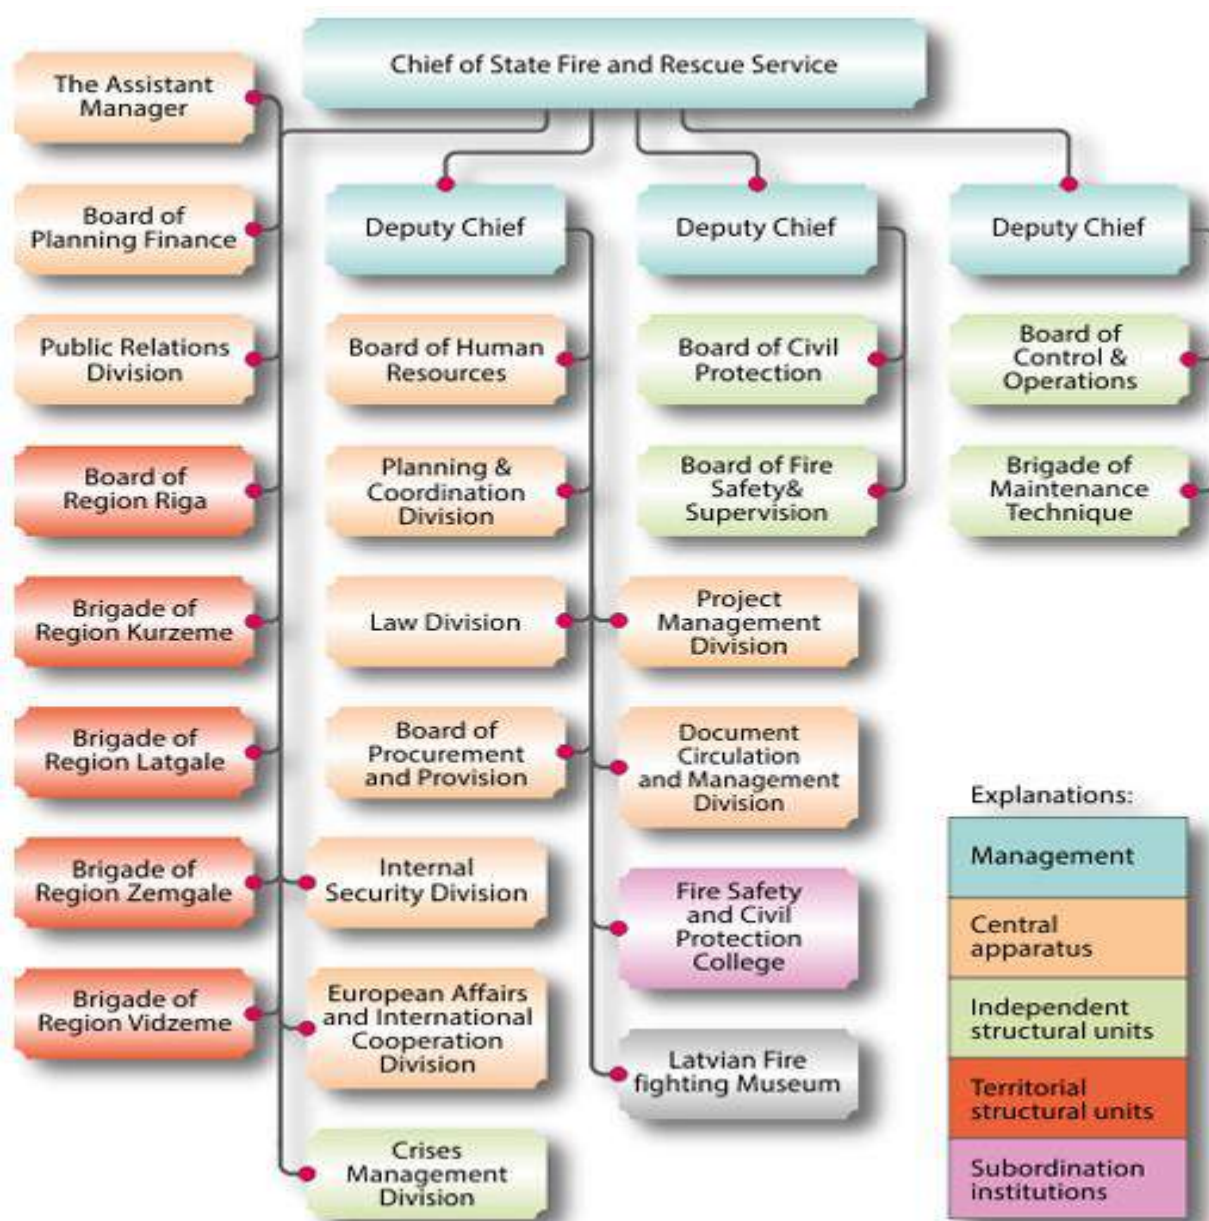 Chief of State Fire and Rescue Service
The Assistant
Manager
Board of
Planning Finance
Public Relations
Division
Board of
Region Riga
Brigade of
Region Kurzeme
Brigade of
Region Latgale
Brigade of
Region Zemgale
Brigade of
Region Vidzeme
Internal
Security Division
European Affairs
and International
Cooperation
Division
Crises
Management
Division
Deputy Chief
Board of Human
Resources
Planning &
Coordination
Division
Law Division
Board of
Procurement
and Provision
Project
Management
Division
Document
Circulation
and Management
Division
Fire Safety
and Civil
Protection
College
Latvian Fire
fighting Museum
Deputy Chief
Board of Civil
Protection
Board of Fire
Safety&
Supervision
Deputy Chief
Board of
Control &
Operations
Brigade of
Maintenance
Technique
Explanations:
Management
Central
apparatus
Independent
structural units
Territorial
structural units
Subordination
institutions